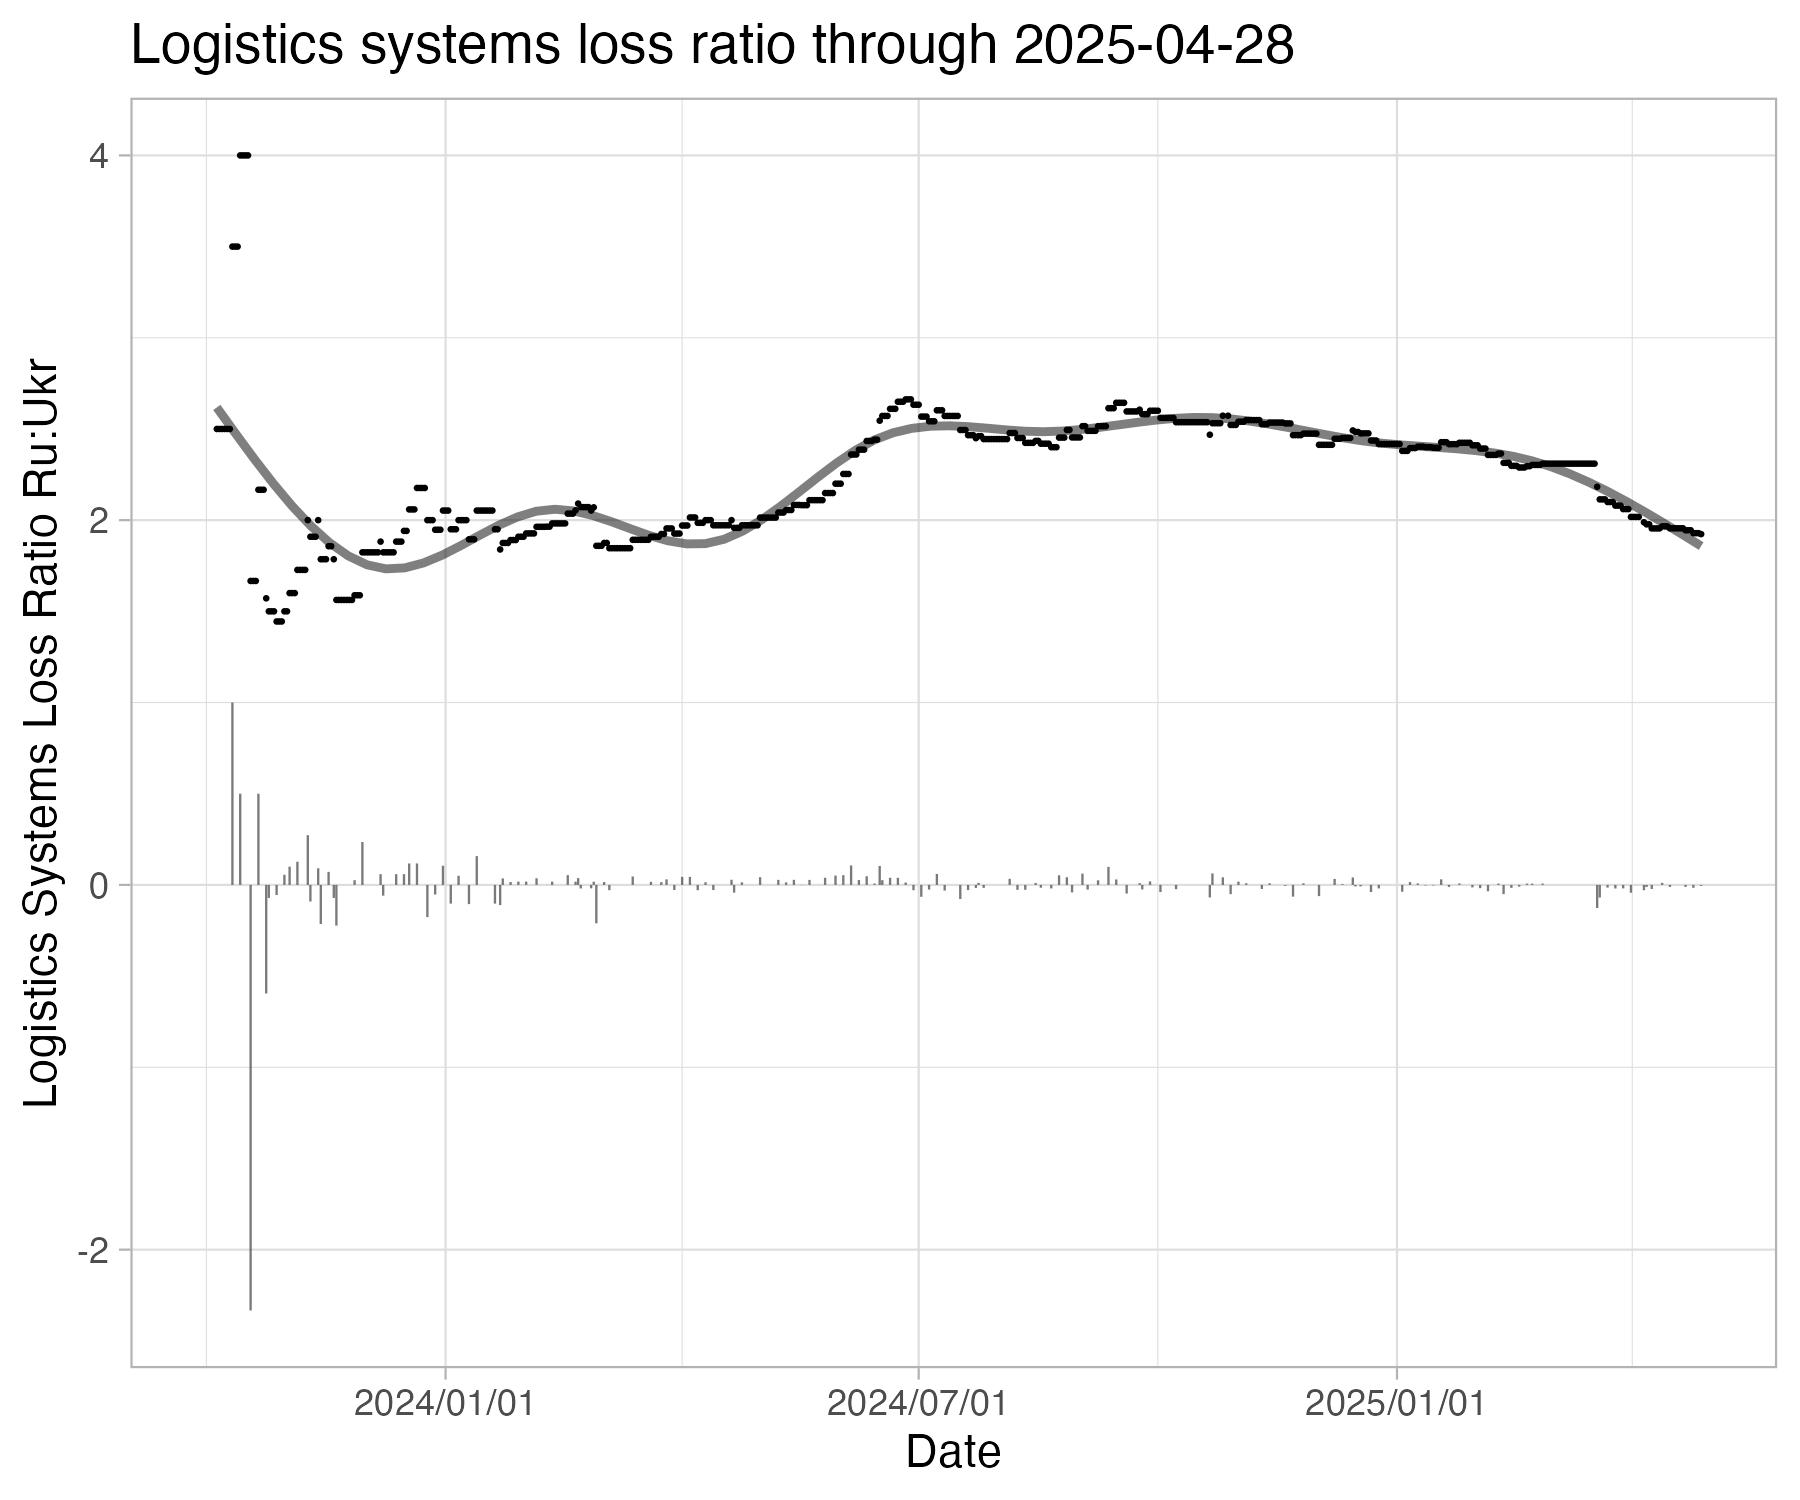 Logistics systems loss ratio through 2025-04-28
Logistics Systems Loss Ratio Ru:Ukr
4
2
0
-2
2024/01/01
2024/07/01
2025/01/01
Date